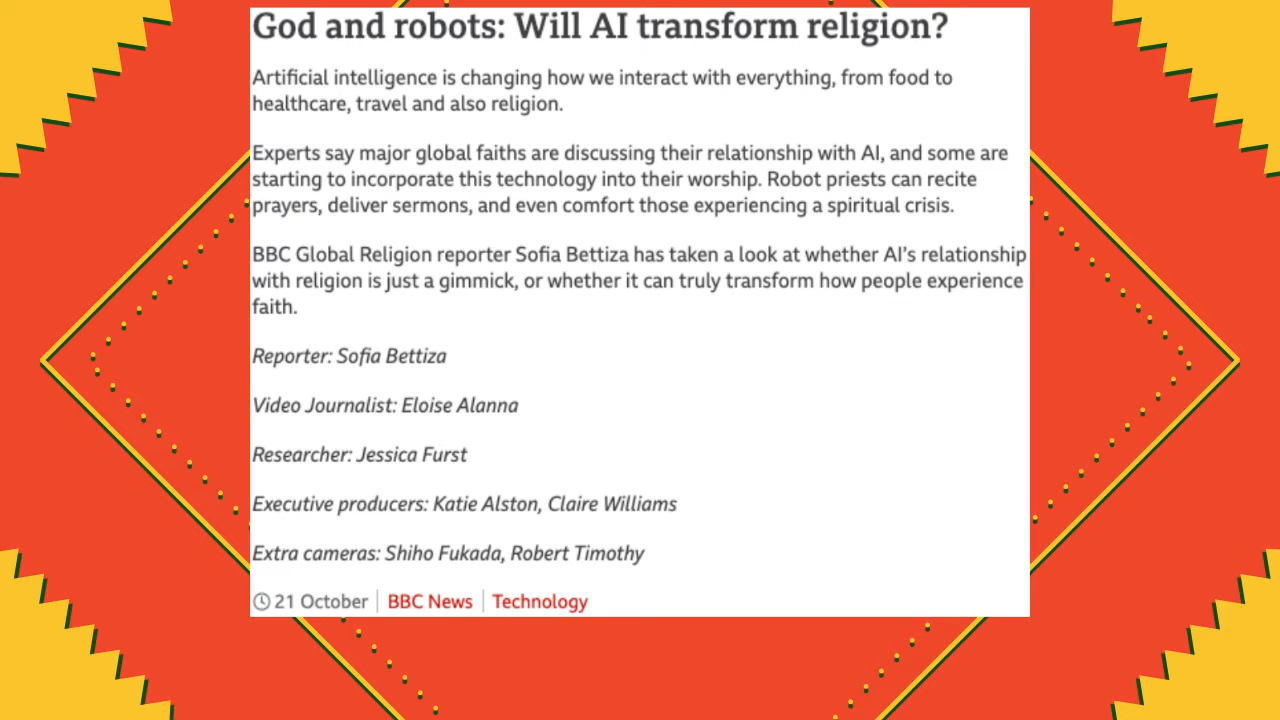 God and robots: Will AI transform religion?
Artificial intelligence is changing how we interact with everything, from food to
healthcare, travel and also religion.
Experts say major global faiths are discussing their relationship with AI, and some are
starting to incorporate this technology into their worship. Robot priests can recite
prayers, deliver sermons, and even comfort those experiencing a spiritual crisis.
BBC Global Religion reporter Sofia Bettiza has taken a look at whether AI’s relationship
with religion is just a gimmick, or whether it can truly transform how people experience
faith.
Reporter: Sofia Bettiza
Video Journalist: Eloise Alanna
Researcher: Jessica Furst
Executive producers: Katie Alston, Claire Williams
Extra cameras: Shiho Fukada, Robert Timothy
21 October | BBC News | Technology